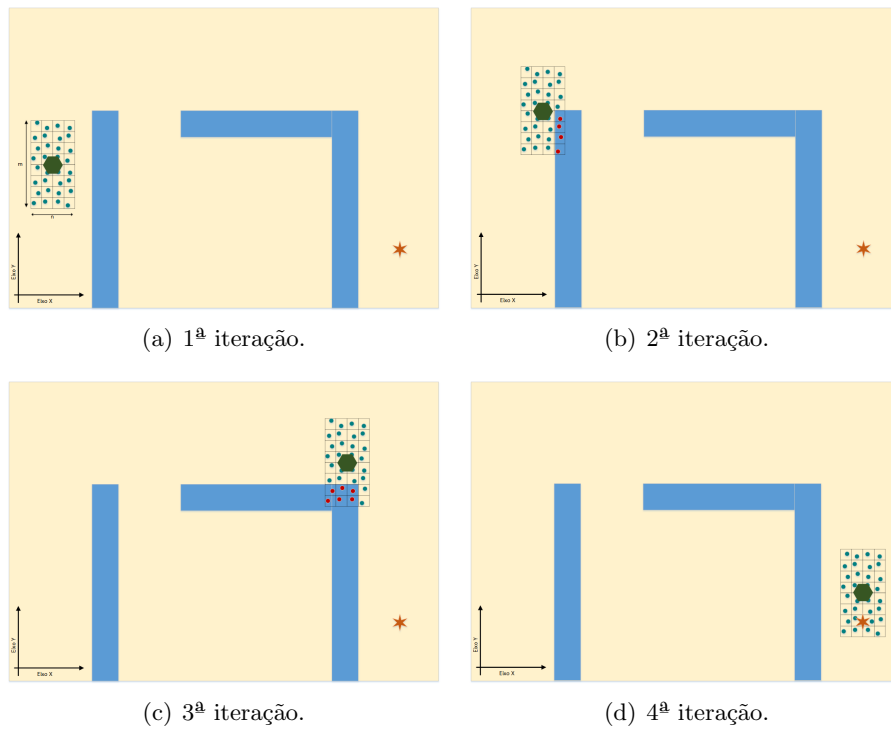 m
n
Eixo Y
Eixo X
Eixo Y
Eixo X
(a) 1ª iteração.
(b) 2ª iteração.
Eixo Y
Eixo X
Eixo Y
Eixo X
(c) 3ª iteração.
(d) 4ª iteração.